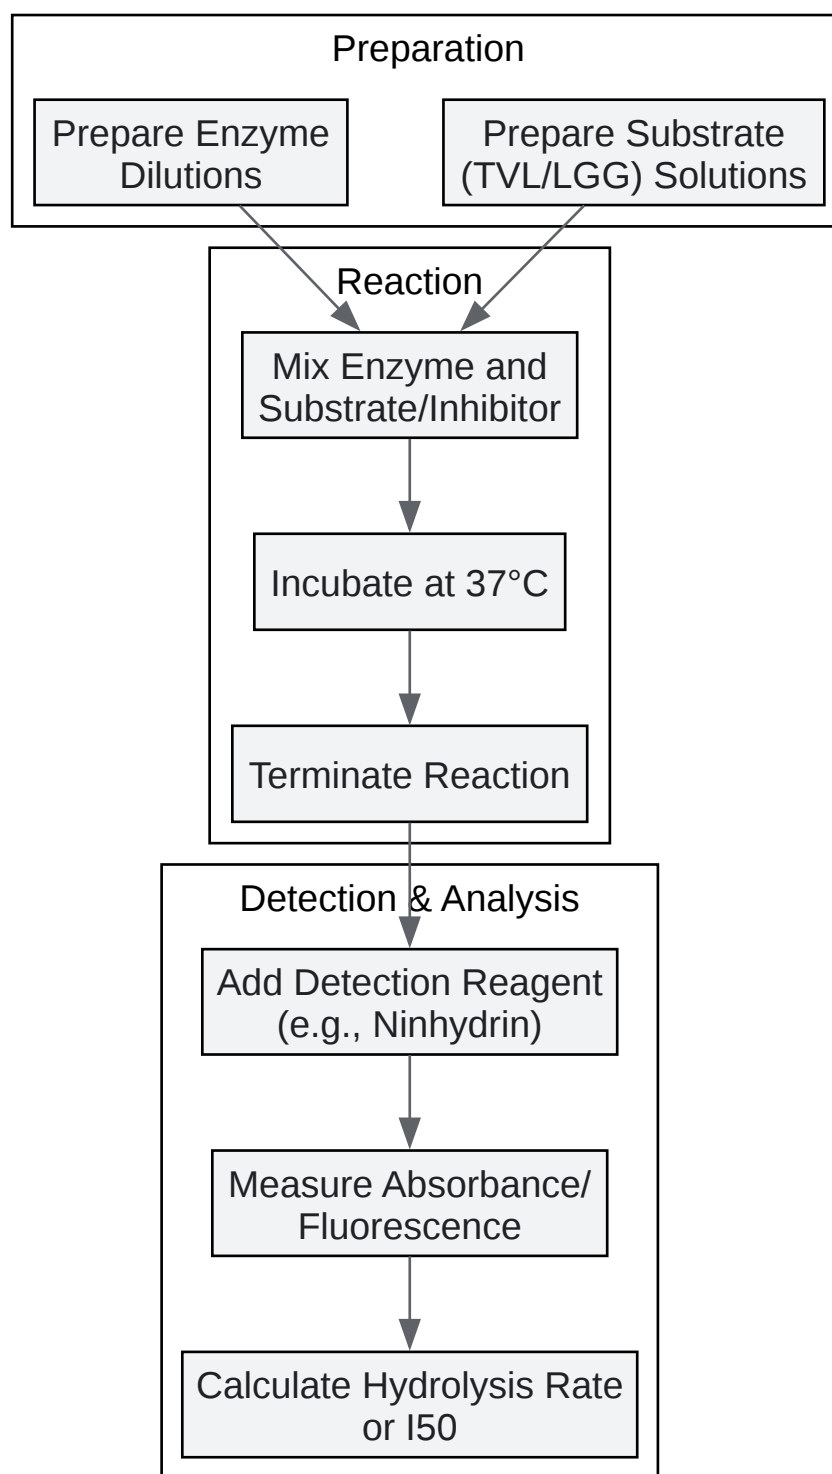 Preparation
Prepare Enzyme
Dilutions
Prepare Substrate
(TVL/LGG) Solutions
Reaction
Mix Enzyme and
Substrate/Inhibitor
Incubate at 37°C
Terminate Reaction
Detection & Analysis
Add Detection Reagent
(e.g., Ninhydrin)
Measure Absorbance/
Fluorescence
Calculate Hydrolysis Rate
or I50